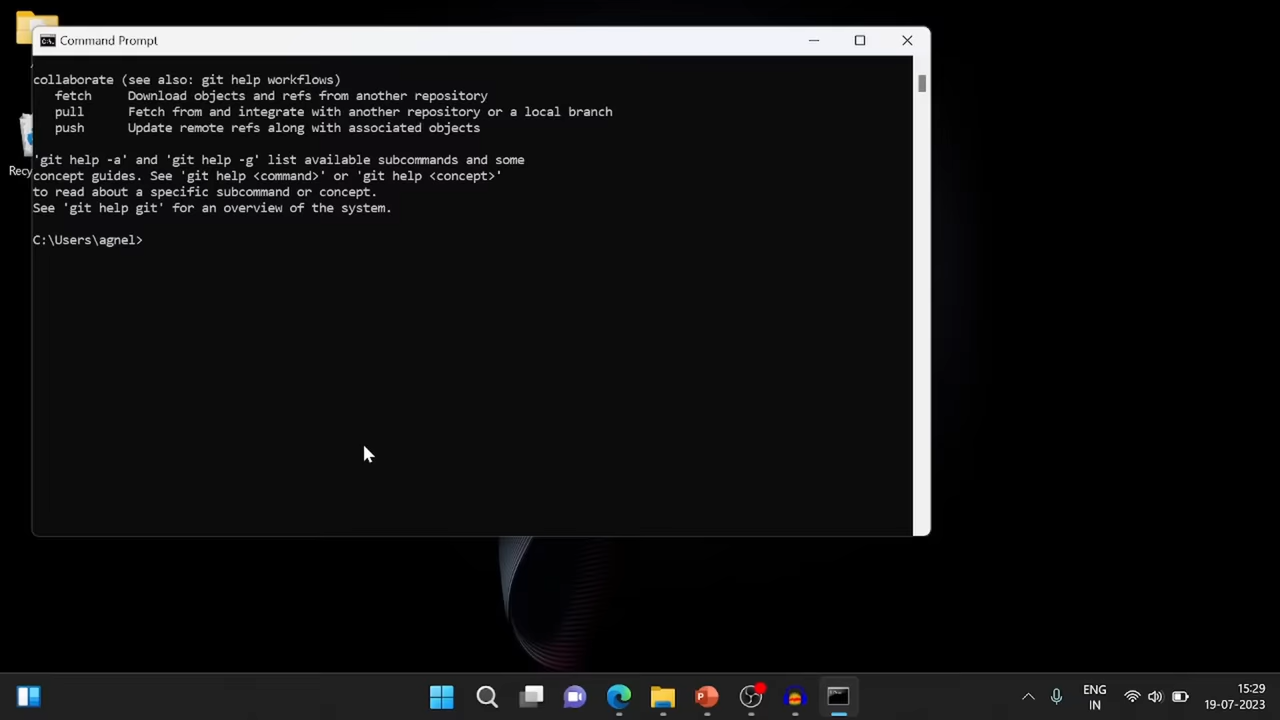 Command Prompt
collaborate (see also: git help workflows)
fetch Download objects and refs from another repository
pull Fetch from and integrate with another repository or a local branch
push Update remote refs along with associated objects
'git help -a' and 'git help -g' list available subcommands and some
concept guides. See 'git help <command>' or 'git help <concept>'
to read about a specific subcommand or concept.
See 'git help git' for an overview of the system.
C:\Users\agnel>
Recy
ENG
IN
15:29
19-07-2023